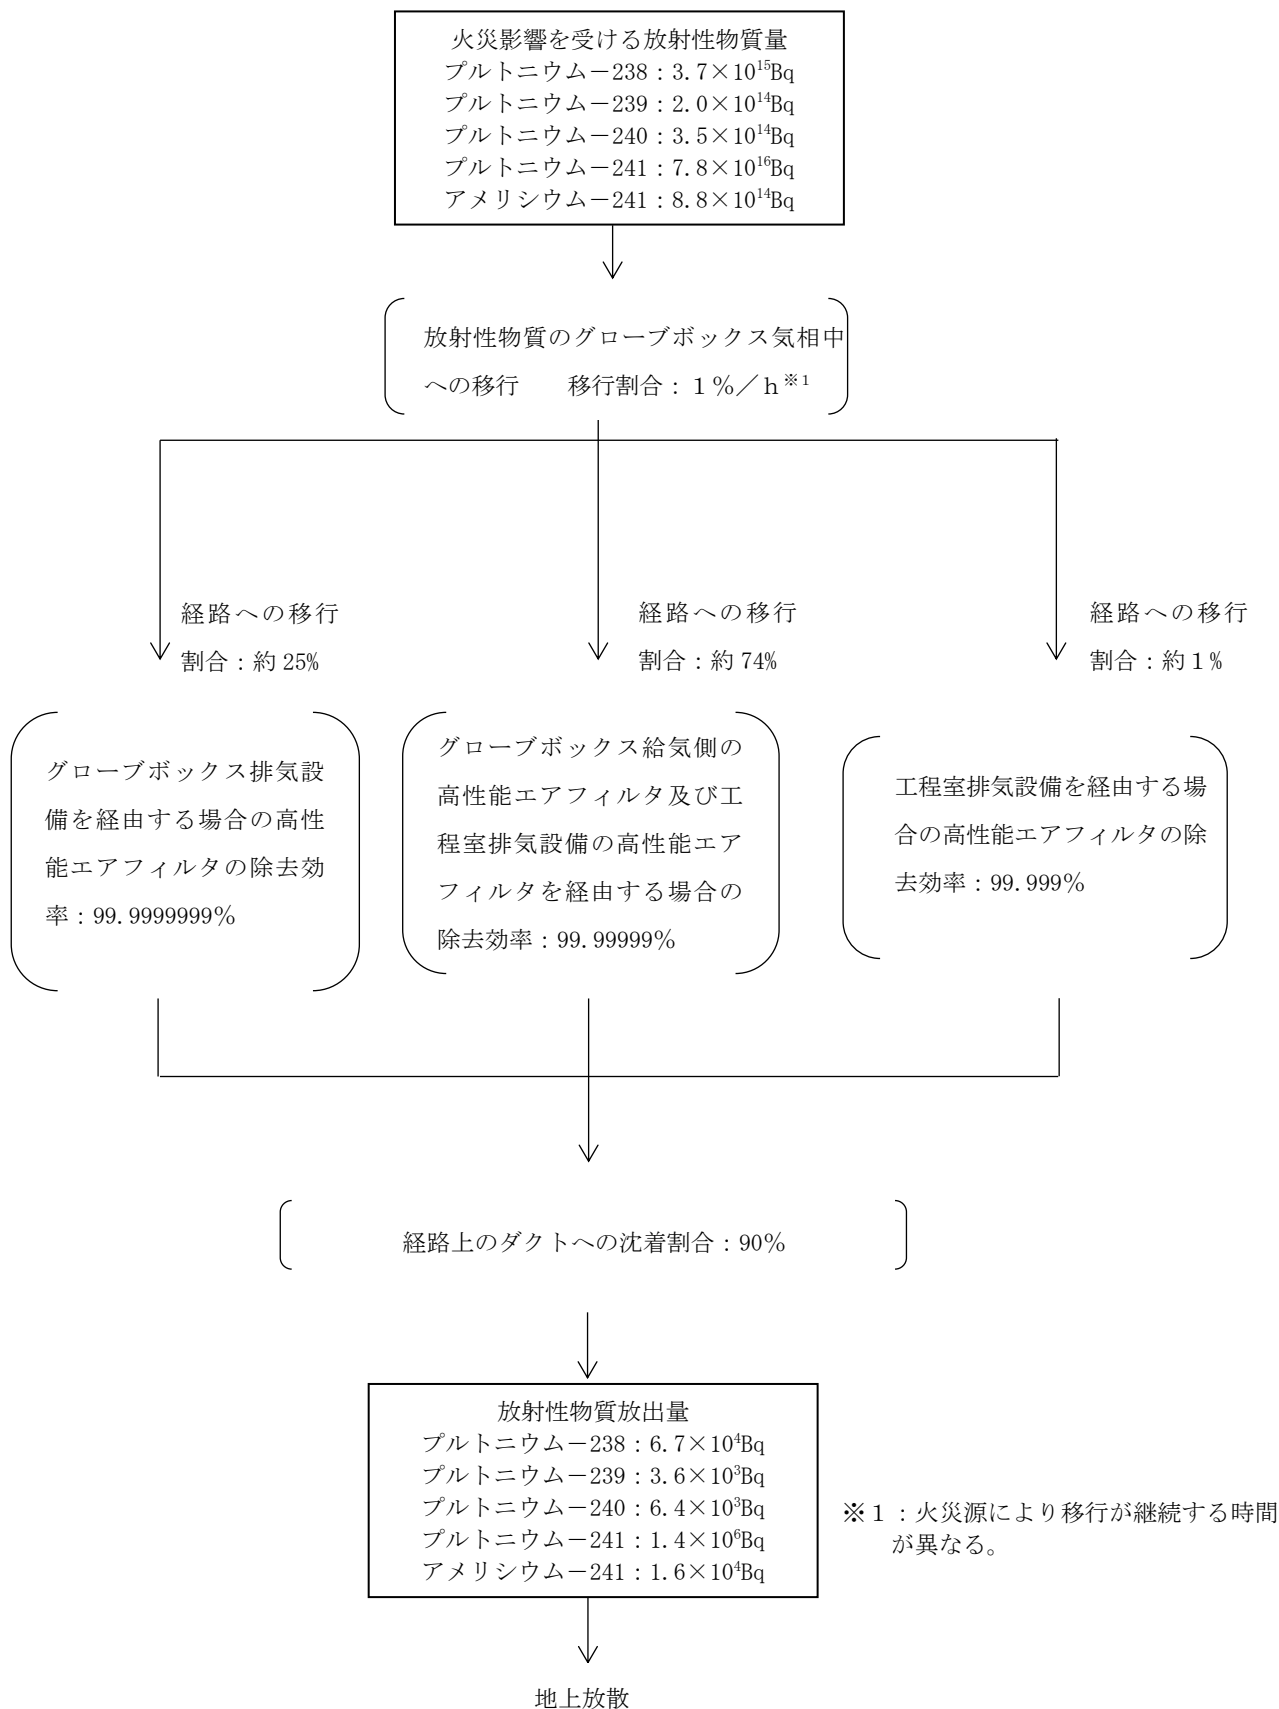 火災影響を受ける放射性物質量
プルトニウム－238：3.7×10¹⁵Bq
プルトニウム－239：2.0×10¹⁴Bq
プルトニウム－240：3.5×10¹⁴Bq
プルトニウム－241：7.8×10¹⁶Bq
アメリシウム－241：8.8×10¹⁴Bq
放射性物質のグローブボックス気相中
への移行　　移行割合：１％／ｈ※１
経路への移行
割合：約 25%
経路への移行
割合：約 74%
経路への移行
割合：約１%
グローブボックス排気設
備を経由する場合の高性
能エアフィルタの除去効
率：99.9999999％
グローブボックス給気側の
高性能エアフィルタ及び工
程室排気設備の高性能エア
フィルタを経由する場合の
除去効率：99.99999％
工程室排気設備を経由する場
合の高性能エアフィルタの除
去効率：99.999％
経路上のダクトへの沈着割合：90％
放射性物質放出量
プルトニウム－238：6.7×10⁴Bq
プルトニウム－239：3.6×10³Bq
プルトニウム－240：6.4×10³Bq
プルトニウム－241：1.4×10⁶Bq
アメリシウム－241：1.6×10⁴Bq
※１：火災源により移行が継続する時間
が異なる。
地上放散